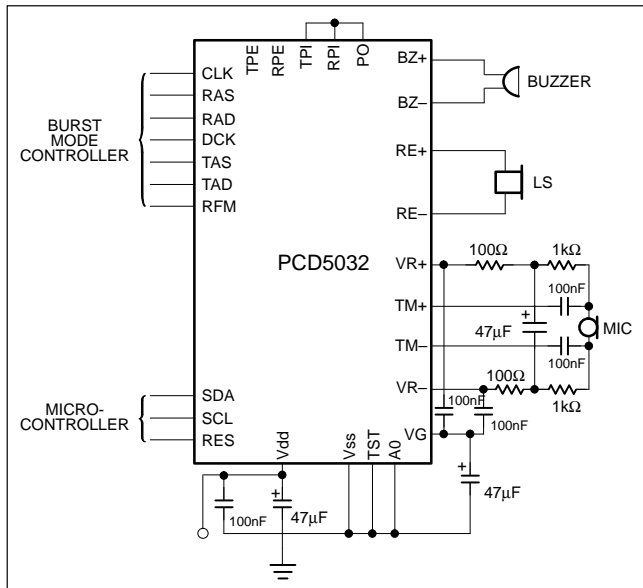 CLK
RAS
RAD
DCK
TAS
TAD
RFM
BURST
MODE
CONTROLLER
TPE
RPE
TPI
RPI
PO
BZ+
BZ–
BUZZER
RE+
RE–
LS
PCD5032
VR+
100Ω
1kΩ
TM+
100nF
47μF
MIC
TM–
100nF
VR–
100Ω
1kΩ
100nF
100nF
VG
SDA
SCL
RES
MICRO-
CONTROLLER
Vdd
Vss
TST
A0
100nF
47μF
47μF